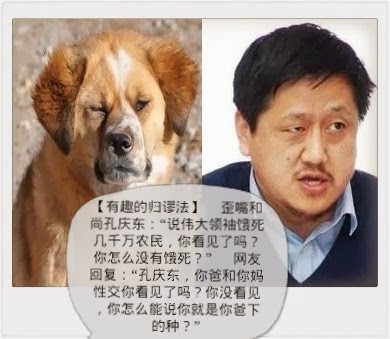 【有趣的归谬法】　歪嘴和
尚孔庆东：“说伟大领袖饿死
几千万农民，你看见了吗？
你怎么没有饿死？”　网友
回复：“孔庆东，你爸和你妈
性交你看见了吗？你没看见
，你怎么能说你就是你爸下
的种？”